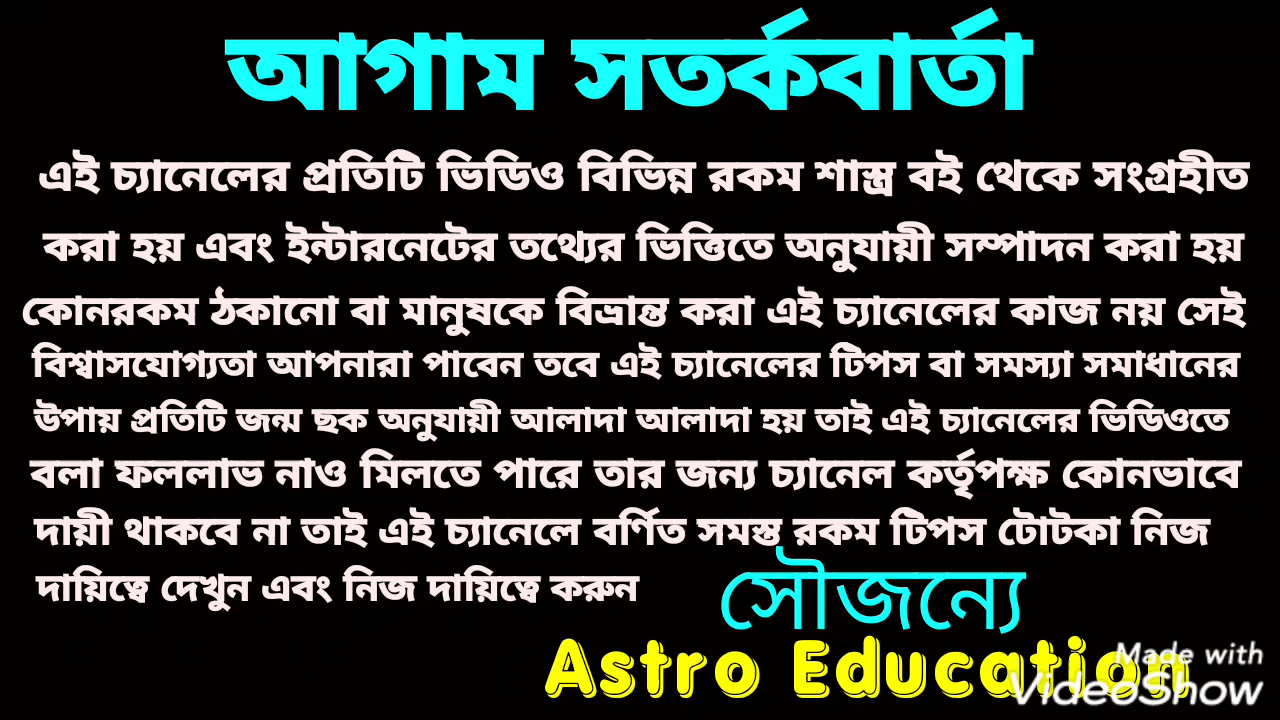 আগাম সতর্কবার্তা
এই চ্যানেলের প্রতিটি ভিডিও বিভিন্ন রকম শাস্ত্র বই থেকে সংগ্রহীত
করা হয় এবং ইন্টারনেটের তথ্যের ভিত্তিতে অনুযায়ী সম্পাদন করা হয়
কোনরকম ঠকানো বা মানুষকে বিভ্রান্ত করা এই চ্যানেলের কাজ নয় সেই
বিশ্বাসযোগ্যতা আপনারা পাবেন তবে এই চ্যানেলের টিপস বা সমস্যা সমাধানের
উপায় প্রতিটি জন্ম ছক অনুযায়ী আলাদা আলাদা হয় তাই এই চ্যানেলের ভিডিওতে
বলা ফললাভ নাও মিলতে পারে তার জন্য চ্যানেল কর্তৃপক্ষ কোনভাবে
দায়ী থাকবে না তাই এই চ্যানেলে বর্ণিত সমস্ত রকম টিপস টোটকা নিজ
দায়িত্বে দেখুন এবং নিজ দায়িত্বে করুন
সৌজন্যে
Astro Education
Made with
VideoShow